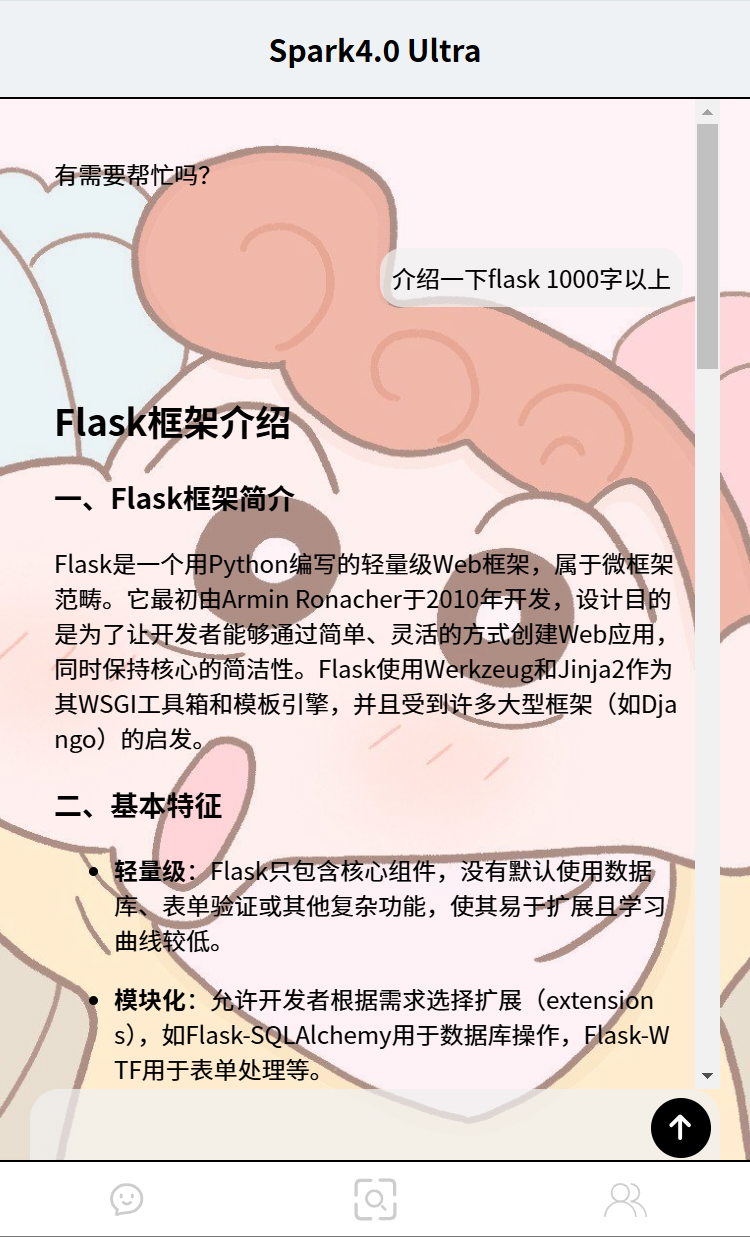 Spark4.0 Ultra
有需要帮忙吗？
介绍一下flask 1000字以上
Flask框架介绍
一、Flask框架简介
Flask是一个用Python编写的轻量级Web框架，属于微框架
范畴。它最初由Armin Ronacher于2010年开发，设计目的
是为了让开发者能够通过简单、灵活的方式创建Web应用，
同时保持核心的简洁性。Flask使用Werkzeug和Jinja2作为
其WSGI工具箱和模板引擎，并且受到许多大型框架（如Dja
ngo）的启发。
二、基本特征
轻量级：Flask只包含核心组件，没有默认使用数据
库、表单验证或其他复杂功能，使其易于扩展且学习
曲线较低。
模块化：允许开发者根据需求选择扩展（extension
s），如Flask-SQLAlchemy用于数据库操作，Flask-W
TF用于表单处理等。